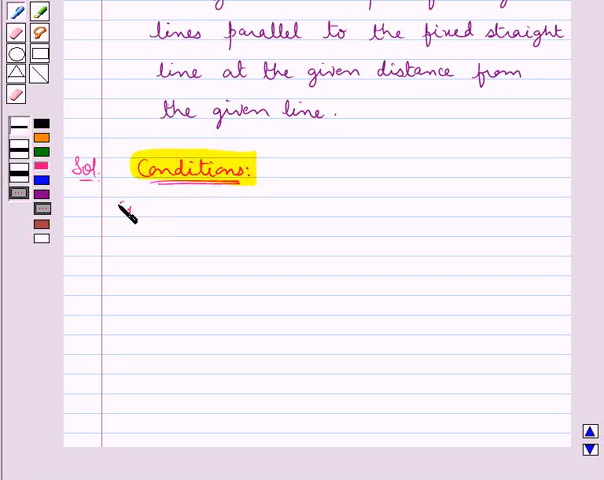 lines parallel to the fixed straight
line at the given distance from
the given line.
Sol. Conditions: